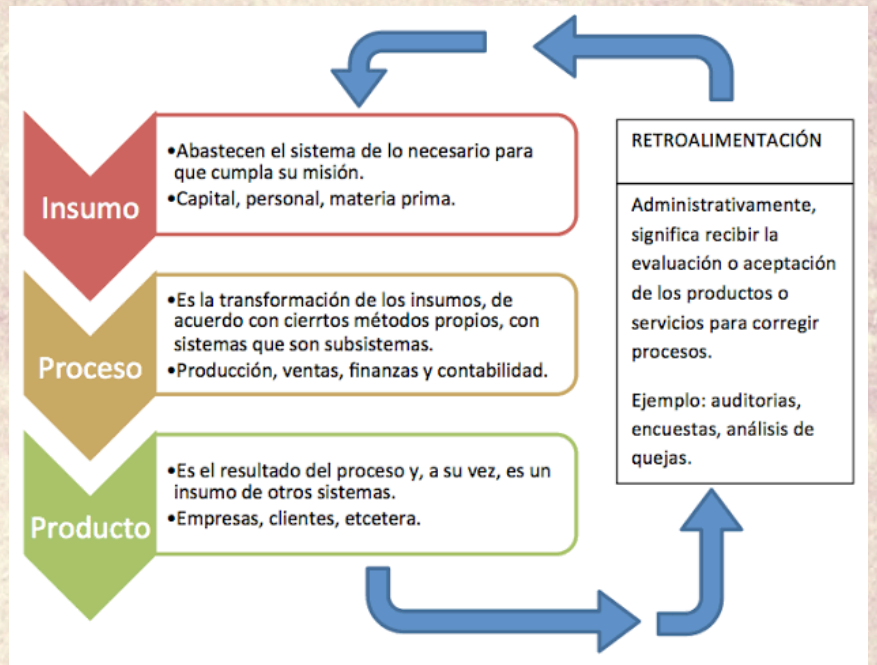 Insumo
•Abastecen el sistema de lo necesario para
que cumpla su misión.
•Capital, personal, materia prima.
Proceso
•Es la transformación de los insumos, de
acuerdo con cierrtos métodos propios, con
sistemas que son subsistemas.
•Producción, ventas, finanzas y contabilidad.
Producto
•Es el resultado del proceso y, a su vez, es un
insumo de otros sistemas.
•Empresas, clientes, etcetera.
RETROALIMENTACIÓN
Administrativamente,
significa recibir la
evaluación o aceptación
de los productos o
servicios para corregir
procesos.
Ejemplo: auditorias,
encuestas, análisis de
quejas.